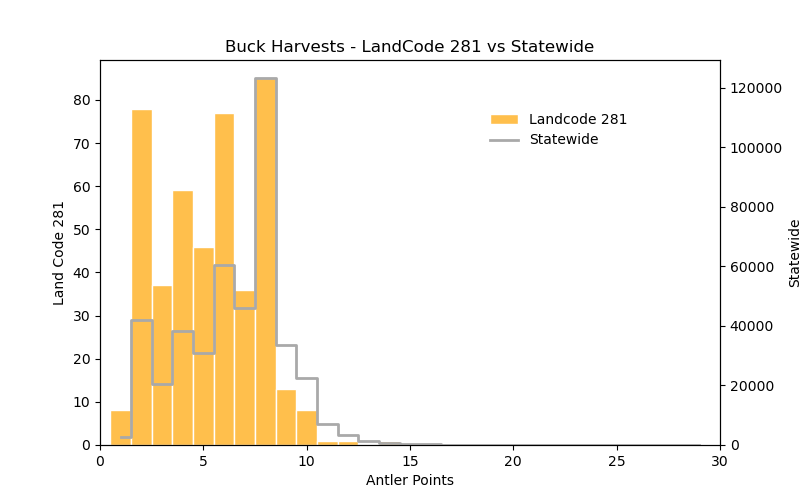 Buck Harvests - LandCode 281 vs Statewide
Landcode 281
Statewide
Land Code 281
80
70
60
50
40
30
20
10
0
120000
100000
80000
60000
40000
20000
0
Statewide
0 5 10 15 20 25 30
Antler Points